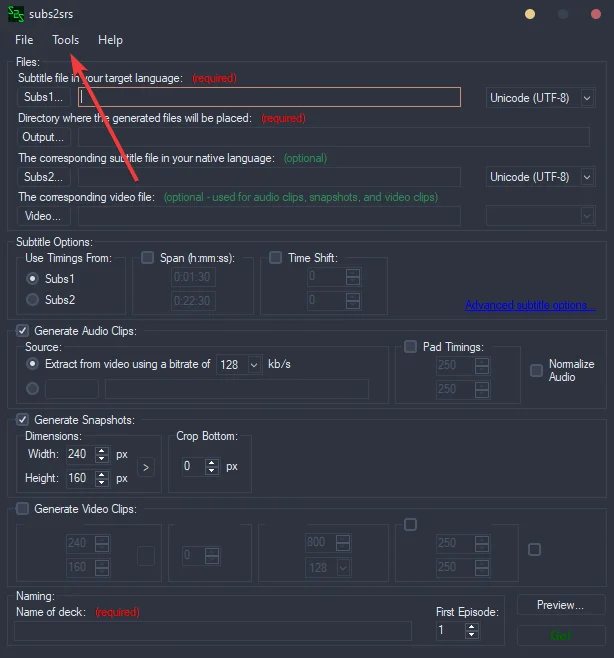 subs2srs
File Tools Help
Files:
Subtitle file in your target language: (required)
Subs1... Unicode (UTF-8)
Directory where the generated files will be placed: (required)
Output...
The corresponding subtitle file in your native language: (optional)
Subs2... Unicode (UTF-8)
The corresponding video file: (optional - used for audio clips, snapshots, and video clips)
Video...
Subtitle Options:
Use Timings From: Span (h:mm:ss): Time Shift:
Subs1 0:01:30 0
Subs2 0:22:30 0
Advanced subtitle options...
Generate Audio Clips:
Source: Pad Timings:
Extract from video using a bitrate of 128 kb/s 250 Normalize Audio
250
Generate Snapshots:
Dimensions: Crop Bottom:
Width: 240 px 0 px
Height: 160 px >
Generate Video Clips:
240 0 800 250
160 128 250
Naming:
Name of deck: (required) First Episode: Preview...
1 Go!